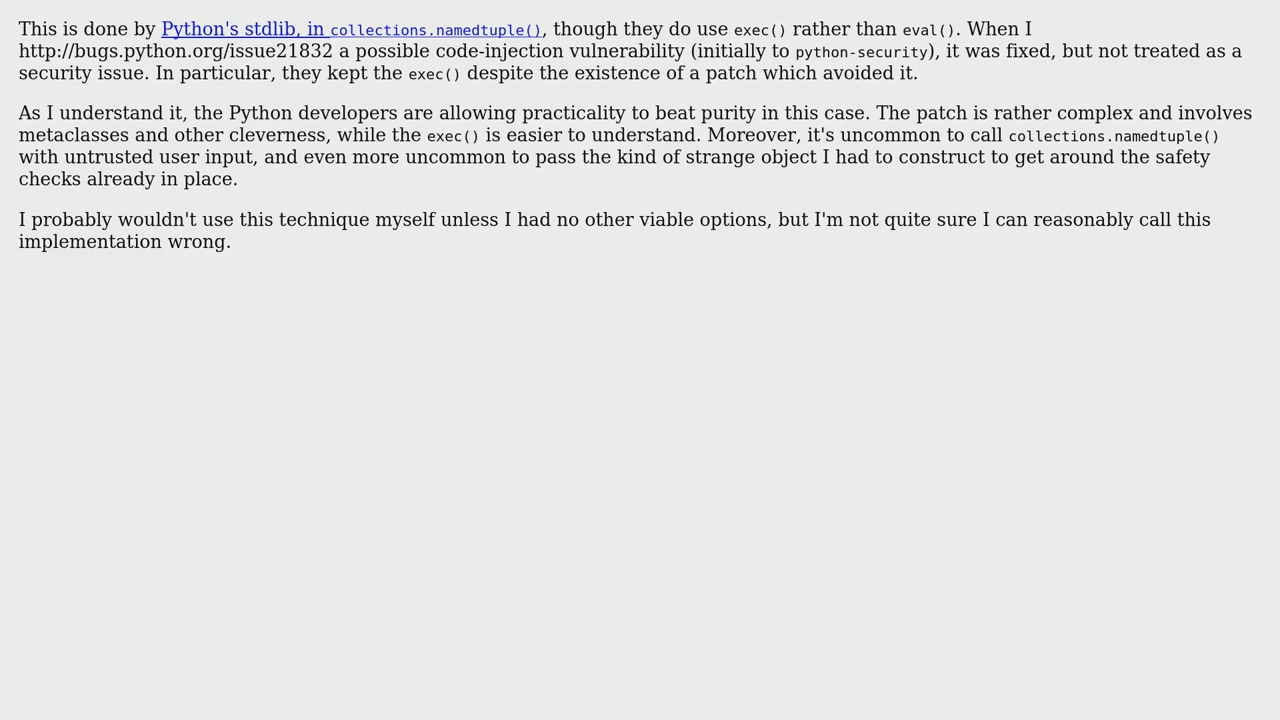 This is done by Python's stdlib, in collections.namedtuple(), though they do use exec() rather than eval(). When I
http://bugs.python.org/issue21832 a possible code-injection vulnerability (initially to python-security), it was fixed, but not treated as a
security issue. In particular, they kept the exec() despite the existence of a patch which avoided it.
As I understand it, the Python developers are allowing practicality to beat purity in this case. The patch is rather complex and involves
metaclasses and other cleverness, while the exec() is easier to understand. Moreover, it's uncommon to call collections.namedtuple()
with untrusted user input, and even more uncommon to pass the kind of strange object I had to construct to get around the safety
checks already in place.
I probably wouldn't use this technique myself unless I had no other viable options, but I'm not quite sure I can reasonably call this
implementation wrong.